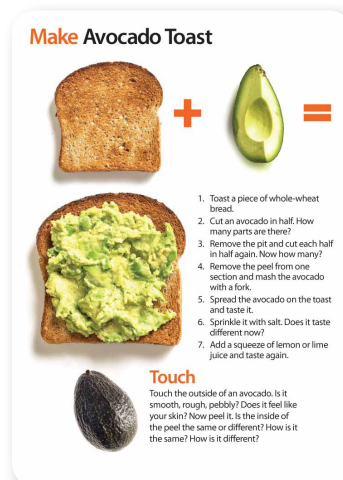 Make Avocado Toast
+ =
1. Toast a piece of whole-wheat
bread.
2. Cut an avocado in half. How
many parts are there?
3. Remove the pit and cut each half
in half again. Now how many?
4. Remove the peel from one
section and mash the avocado
with a fork.
5. Spread the avocado on the toast
and taste it.
6. Sprinkle it with salt. Does it taste
different now?
7. Add a squeeze of lemon or lime
juice and taste again.
Touch
Touch the outside of an avocado. Is it
smooth, rough, pebbly? Does it feel like
your skin? Now peel it. Is the inside of
the peel the same or different? How is it
the same? How is it different?